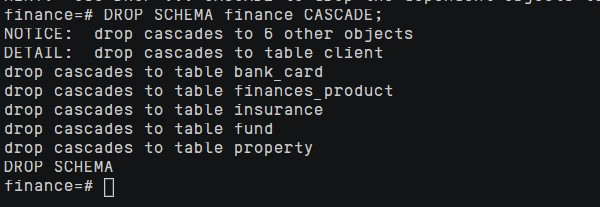 finance=# DROP SCHEMA finance CASCADE;
NOTICE:  drop cascades to 6 other objects
DETAIL:  drop cascades to table client
drop cascades to table bank_card
drop cascades to table finances_product
drop cascades to table insurance
drop cascades to table fund
drop cascades to table property
DROP SCHEMA
finance=#